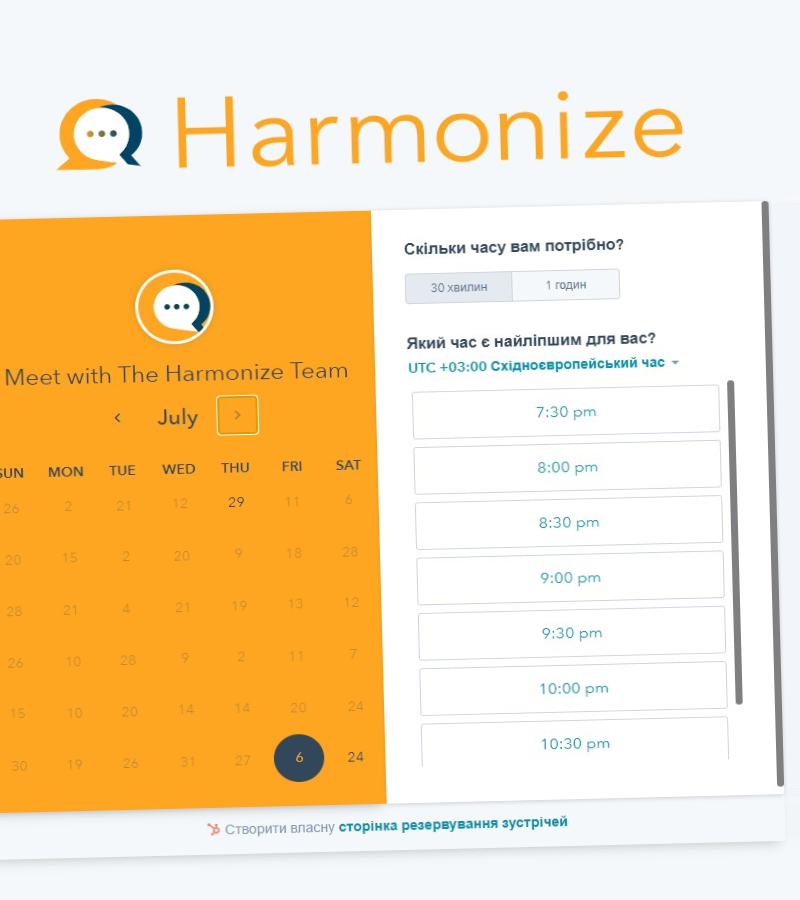 Harmonize
Meet with The Harmonize Team
July
SUN MON TUE WED THU FRI SAT
26 2 21 12 29 11 6
20 15 2 20 9 18 28
28 21 4 21 19 13 12
26 10 28 9 2 11 7
15 10 20 14 14 20 24
30 19 26 31 27 6 24
Скільки часу вам потрібно?
30 хвилин 1 годин
Який час є найліпшим для вас?
UTC +03:00 Східноєвропейський час
7:30 pm
8:00 pm
8:30 pm
9:00 pm
9:30 pm
10:00 pm
10:30 pm
Створити власну сторінка резервування зустрічей